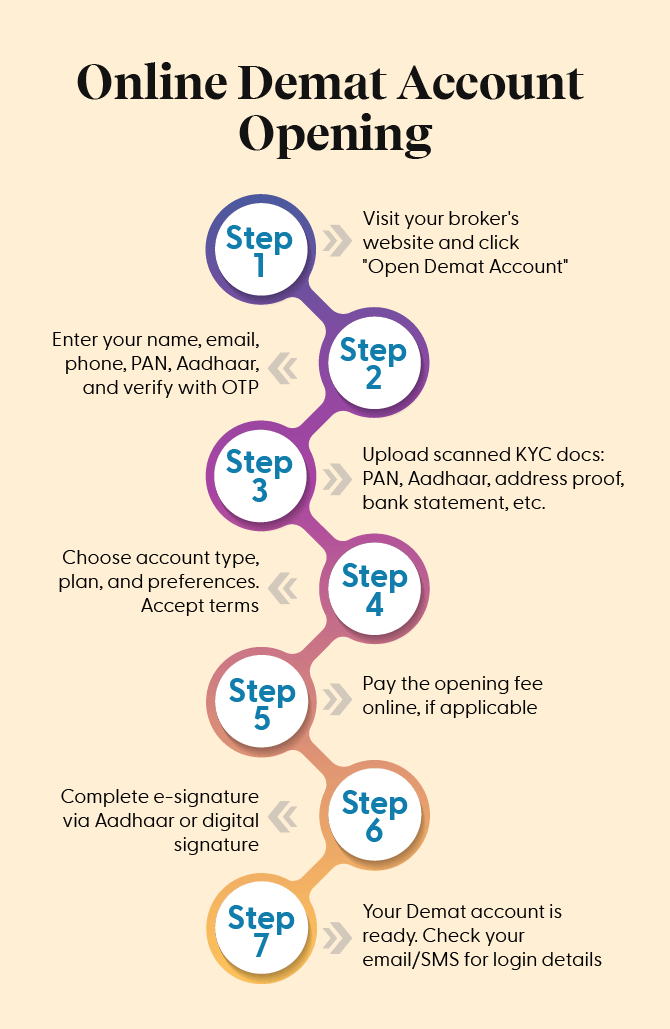 Online Demat Account
Opening
Step
1
Visit your broker's
website and click
"Open Demat Account"
Step
2
Enter your name, email,
phone, PAN, Aadhaar,
and verify with OTP
Step
3
Upload scanned KYC docs:
PAN, Aadhaar, address proof,
bank statement, etc.
Step
4
Choose account type,
plan, and preferences.
Accept terms
Step
5
Pay the opening fee
online, if applicable
Step
6
Complete e-signature
via Aadhaar or digital
signature
Step
7
Your Demat account is
ready. Check your
email/SMS for login details